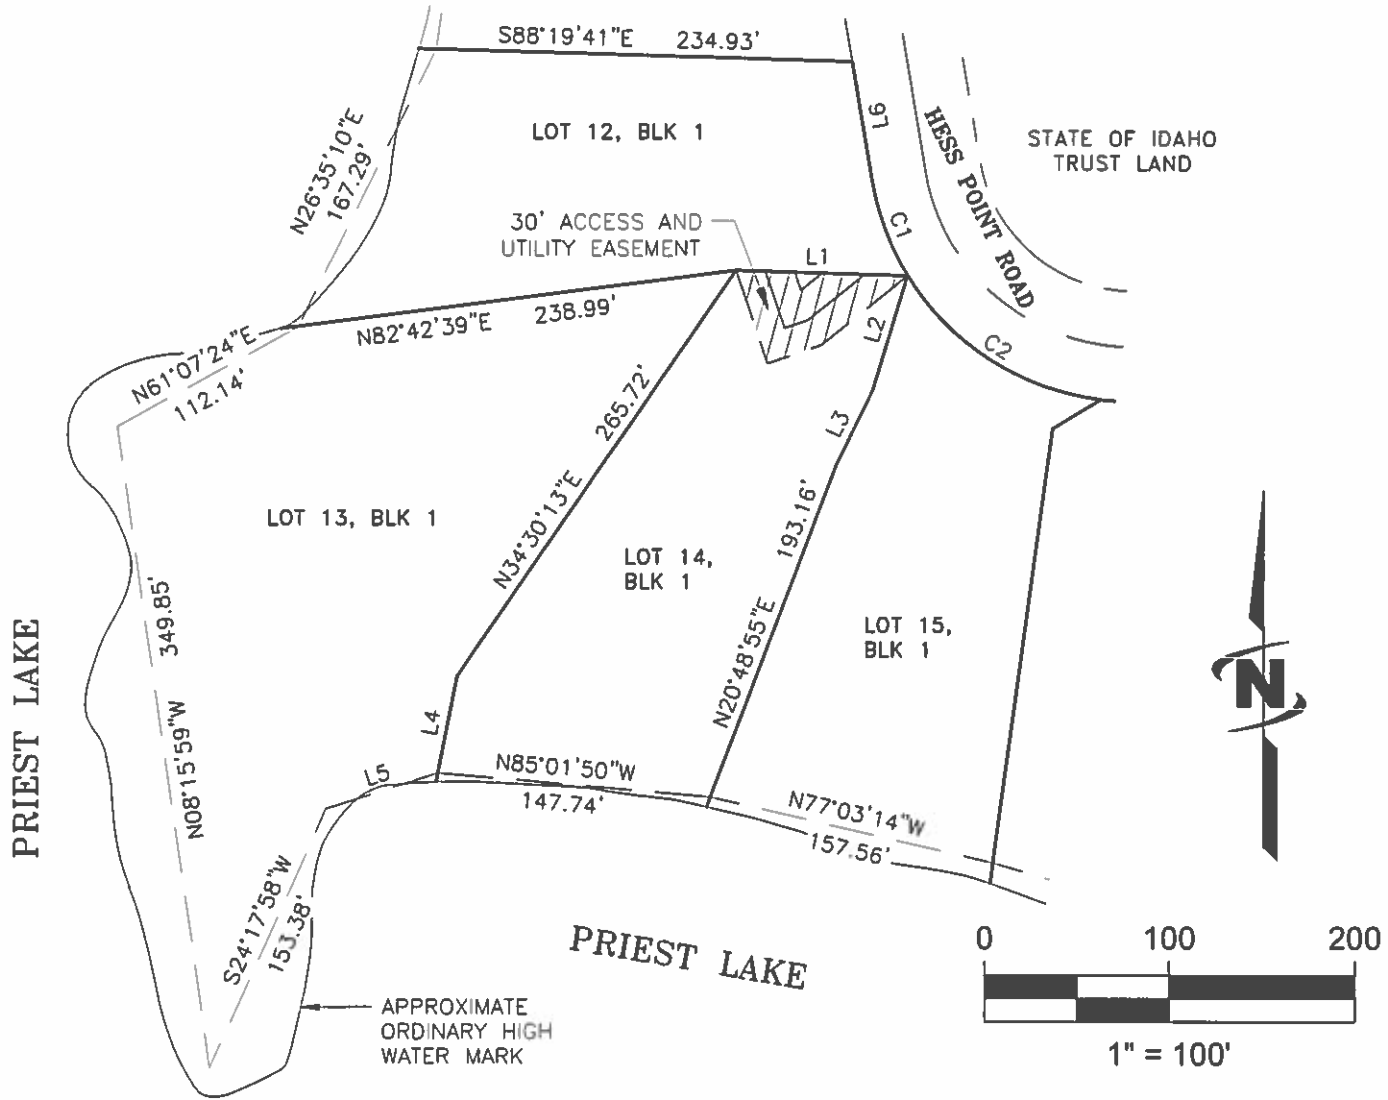 S88°19'41"E 234.93'
N26°35'10"E
167.29'
LOT 12, BLK 1
L6
HESS POINT ROAD
STATE OF IDAHO
TRUST LAND
C1
30' ACCESS AND
UTILITY EASEMENT
L1
N82°42'39"E 238.99'
L2
C2
N61°07'24"E
112.14'
L3
N34°30'13"E 265.72'
LOT 13, BLK 1
LOT 14,
BLK 1
N20°48'55"E 193.16'
LOT 15,
BLK 1
PRIEST LAKE
N08°15'59"W 349.85'
L4
L5
N85°01'50"W
147.74'
N77°03'14"W
157.56'
S24°17'58"W
153.38'
N
PRIEST LAKE
APPROXIMATE
ORDINARY HIGH
WATER MARK
0 100 200
1" = 100'